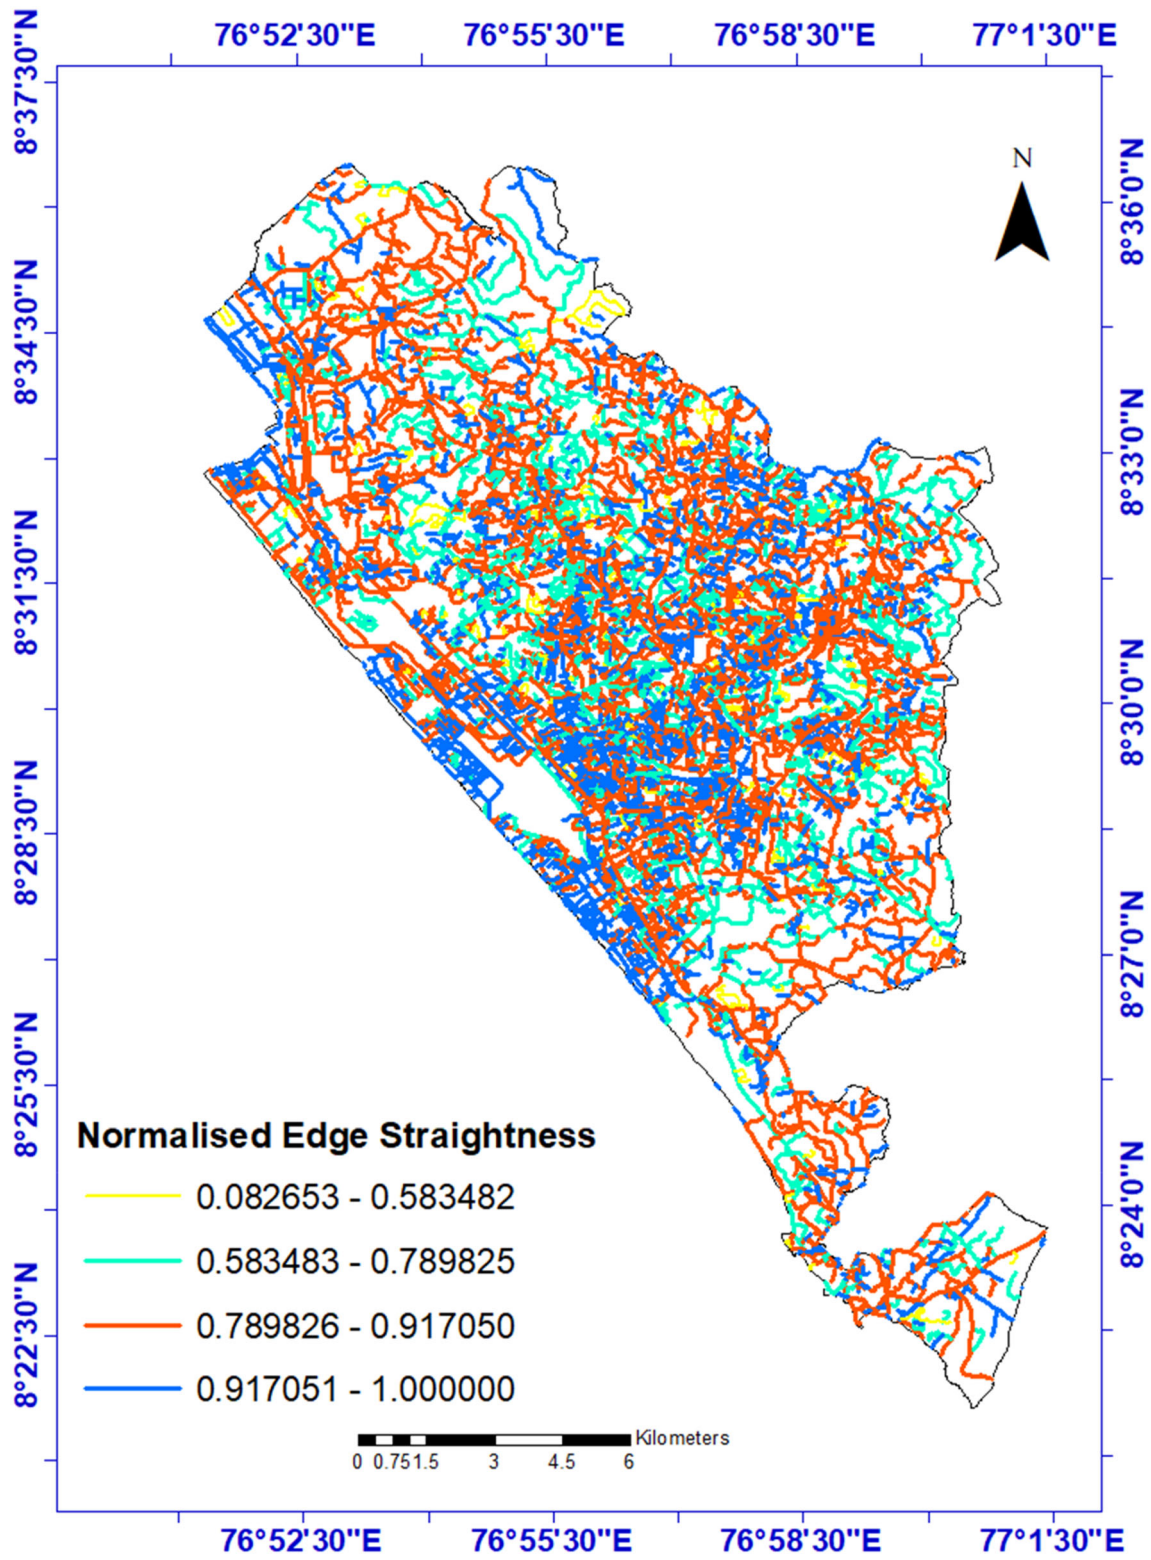 76°52'30"E 76°55'30"E 76°58'30"E 77°1'30"E
8°37'30"N
N
8°36'0"N
8°34'30"N
8°33'0"N
8°31'30"N
8°30'0"N
8°28'30"N
8°27'0"N
8°25'30"N
Normalised Edge Straightness
0.082653 - 0.583482
8°24'0"N
0.583483 - 0.789825
0.789826 - 0.917050
8°22'30"N
0.917051 - 1.000000
Kilometers
0 0.75 1.5 3 4.5 6
76°52'30"E 76°55'30"E 76°58'30"E 77°1'30"E